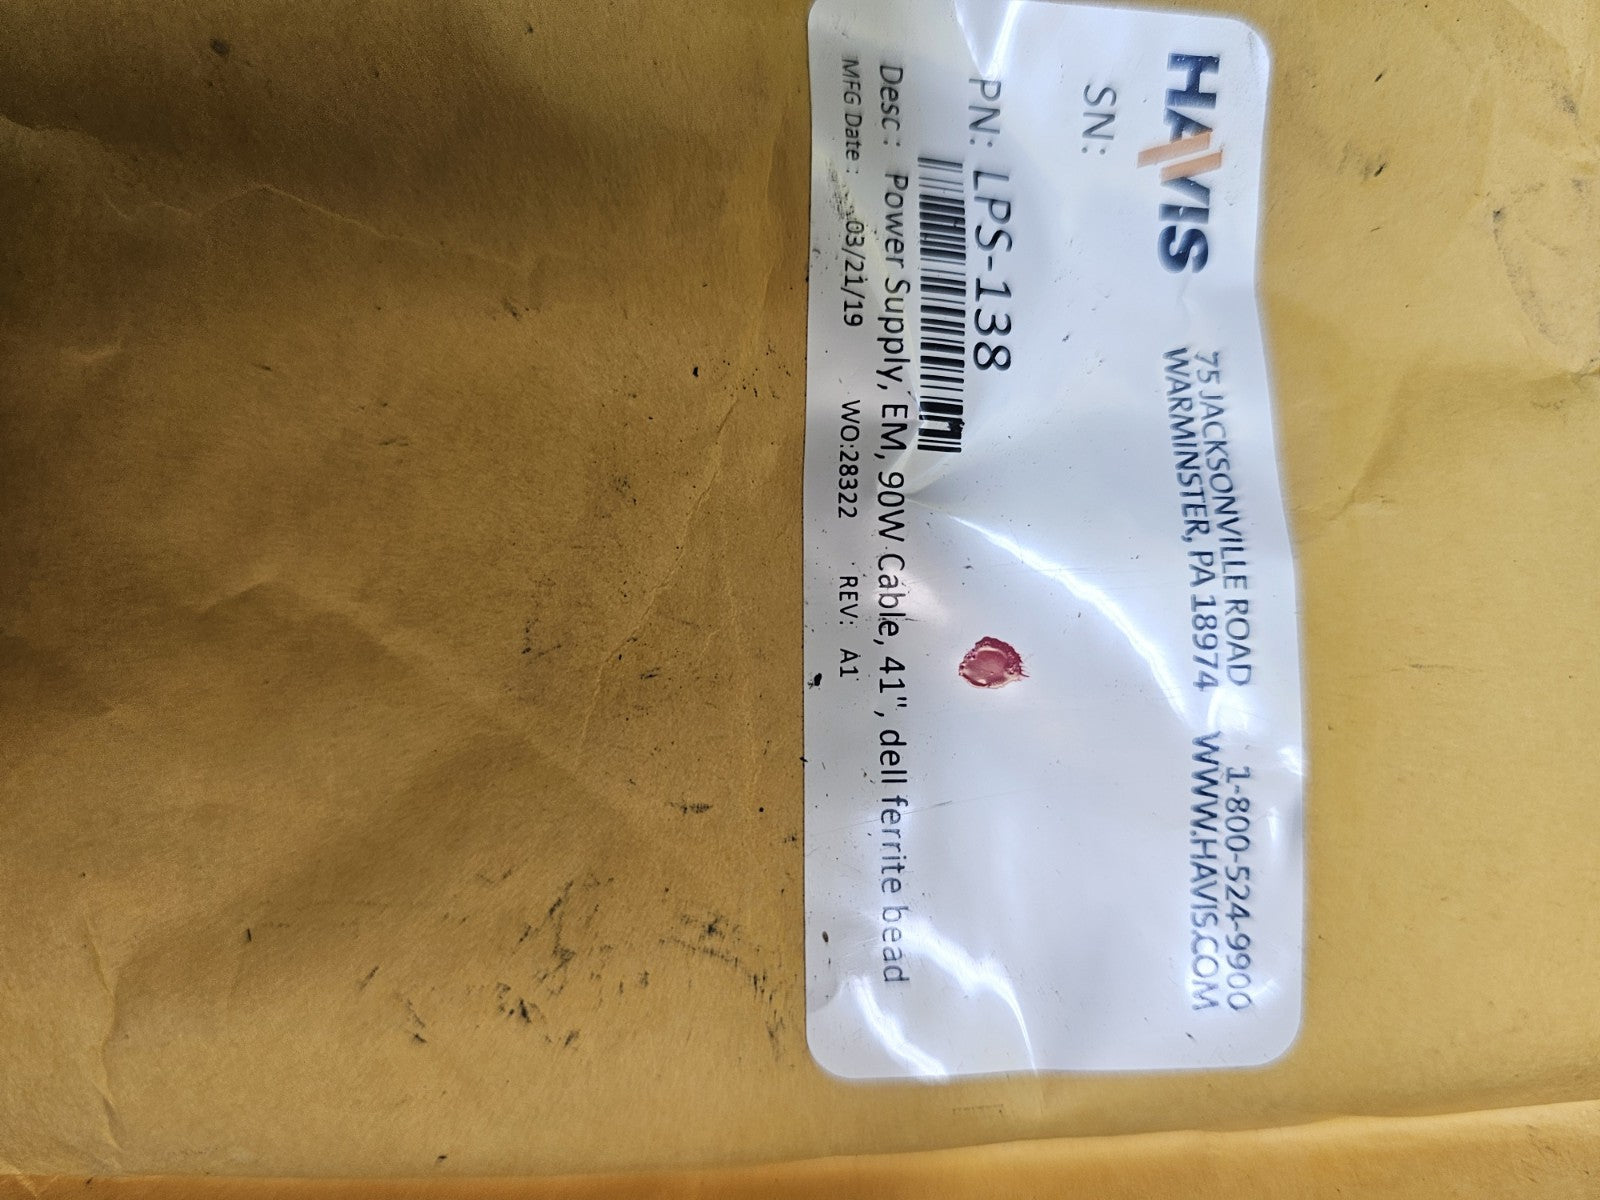 HAVIS
75 JACKSONVILLE ROAD 1-800-524-9900
WARMINSTER, PA 18974 WWW.HAVIS.COM
SN:
PN: LPS-138
Desc : Power Supply, EM, 90W Cable, 41", dell ferrite bead
MFG Date : 03/21/19 WO:28322 REV: A1